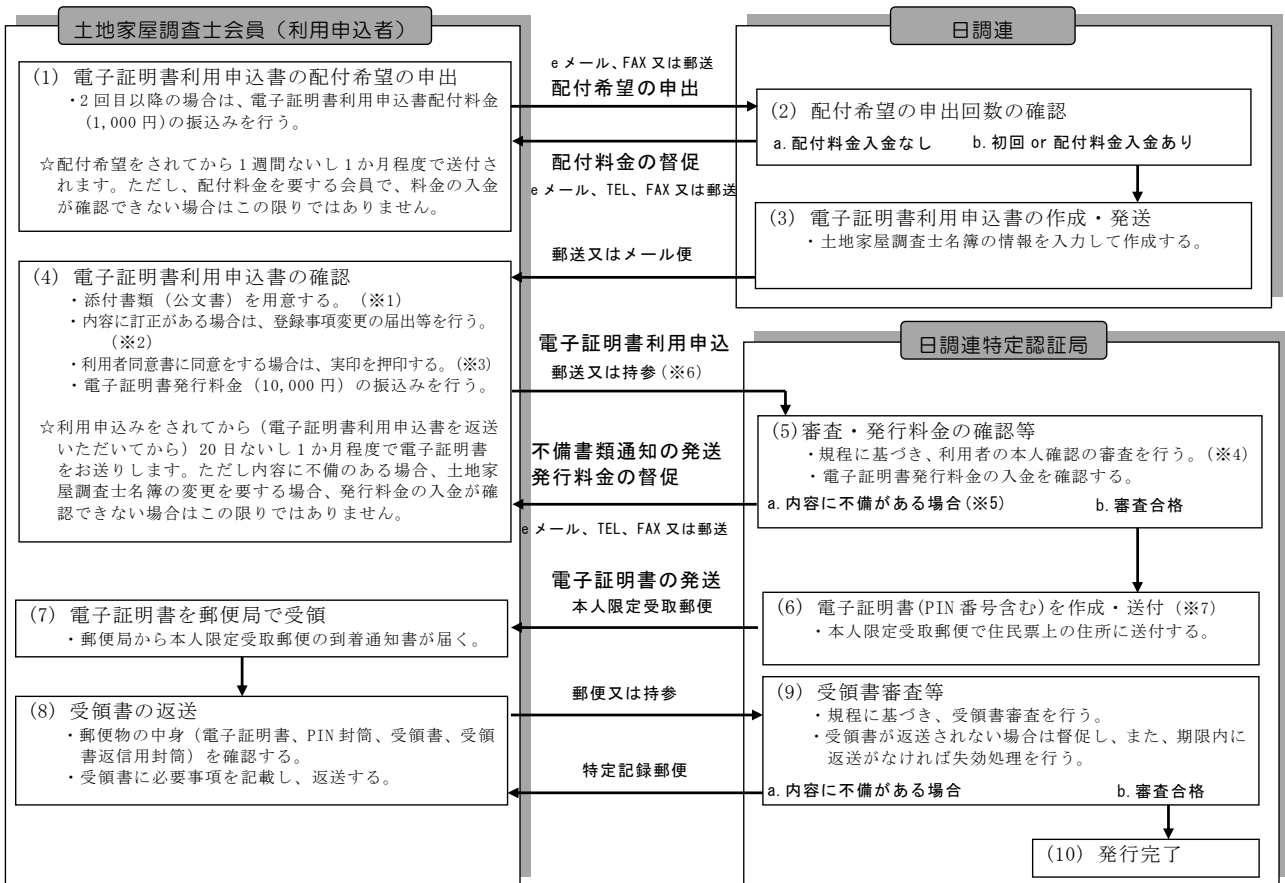 土地家屋調査士会員（利用申込者）
(1) 電子証明書利用申込書の配付希望の申出
・2 回目以降の場合は、電子証明書利用申込書配付料金
(1,000 円)の振込みを行う。
☆配付希望をされてから 1 週間ないし 1 か月程度で送付さ
れます。ただし、配付料金を要する会員で、料金の入金
が確認できない場合はこの限りではありません。
e メール、FAX 又は郵送
配付希望の申出
配付料金の督促
e メール、TEL、FAX 又は郵送
日調連
(2) 配付希望の申出回数の確認
a. 配付料金入金なし b. 初回 or 配付料金入金あり
(3) 電子証明書利用申込書の作成・発送
・土地家屋調査士名簿の情報を入力して作成する。
郵送又はメール便
(4) 電子証明書利用申込書の確認
・添付書類（公文書）を用意する。（※1）
・内容に訂正がある場合は、登録事項変更の届出等を行う。
（※2）
・利用者同意書に同意をする場合は、実印を押印する。(※3)
・電子証明書発行料金（10,000 円）の振込みを行う。
☆利用申込みをされてから（電子証明書利用申込書を返送
いただいてから）20 日ないし 1 か月程度で電子証明書
をお送りします。ただし内容に不備のある場合、土地家
屋調査士名簿の変更を要する場合、発行料金の入金が確
認できない場合はこの限りではありません。
電子証明書利用申込
郵送又は持参(※6)
不備書類通知の発送
発行料金の督促
e メール、TEL、FAX 又は郵送
日調連特定認証局
(5)審査・発行料金の確認等
・規程に基づき、利用者の本人確認の審査を行う。(※4)
・電子証明書発行料金の入金を確認する。
a. 内容に不備がある場合(※5) b. 審査合格
電子証明書の発送
本人限定受取郵便
(6) 電子証明書(PIN 番号含む)を作成・送付（※7）
・本人限定受取郵便で住民票上の住所に送付する。
(7) 電子証明書を郵便局で受領
・郵便局から本人限定受取郵便の到着通知書が届く。
(8) 受領書の返送
・郵便物の中身（電子証明書、PIN 封筒、受領書、受領
書返信用封筒）を確認する。
・受領書に必要事項を記載し、返送する。
郵便又は持参
特定記録郵便
(9) 受領書審査等
・規程に基づき、受領書審査を行う。
・受領書が返送されない場合は督促し、また、期限内に
返送がなければ失効処理を行う。
a. 内容に不備がある場合 b. 審査合格
(10) 発行完了